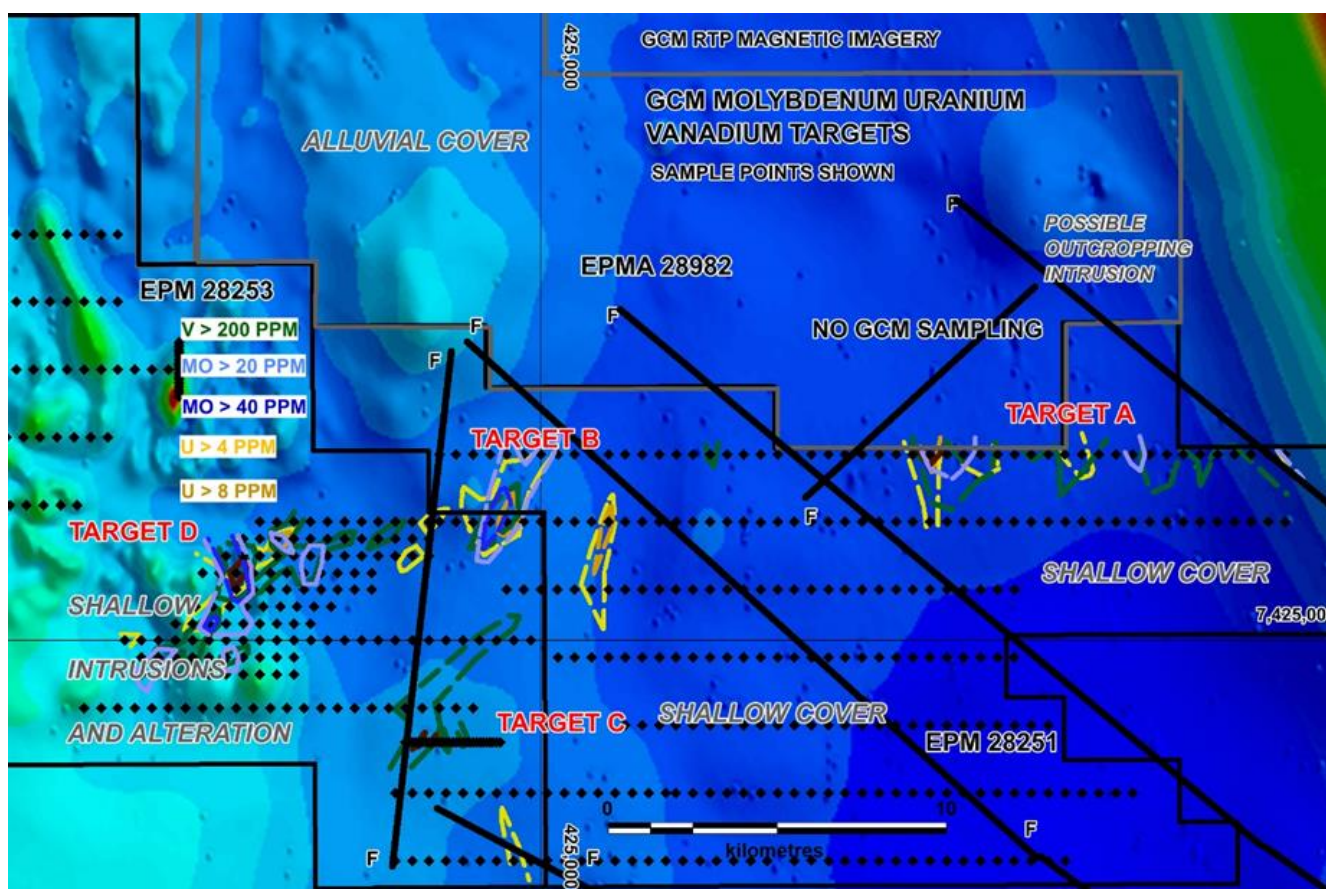 425,000
GCM RTP MAGNETIC IMAGERY
GCM MOLYBDENUM URANIUM
VANADIUM TARGETS
SAMPLE POINTS SHOWN
ALLUVIAL COVER
F
POSSIBLE
OUTCROPPING
INTRUSION
EPMA 28982
EPM 28253
F
F
F
V > 200 PPM
NO GCM SAMPLING
MO > 20 PPM
MO > 40 PPM
TARGET A
TARGET B
U > 4 PPM
U > 8 PPM
F
TARGET D
SHALLOW COVER
SHALLOW
7,425,00
INTRUSIONS
SHALLOW COVER
TARGET C
AND ALTERATION
EPM 28251
0
10
kilometres
F
425,000
F
F